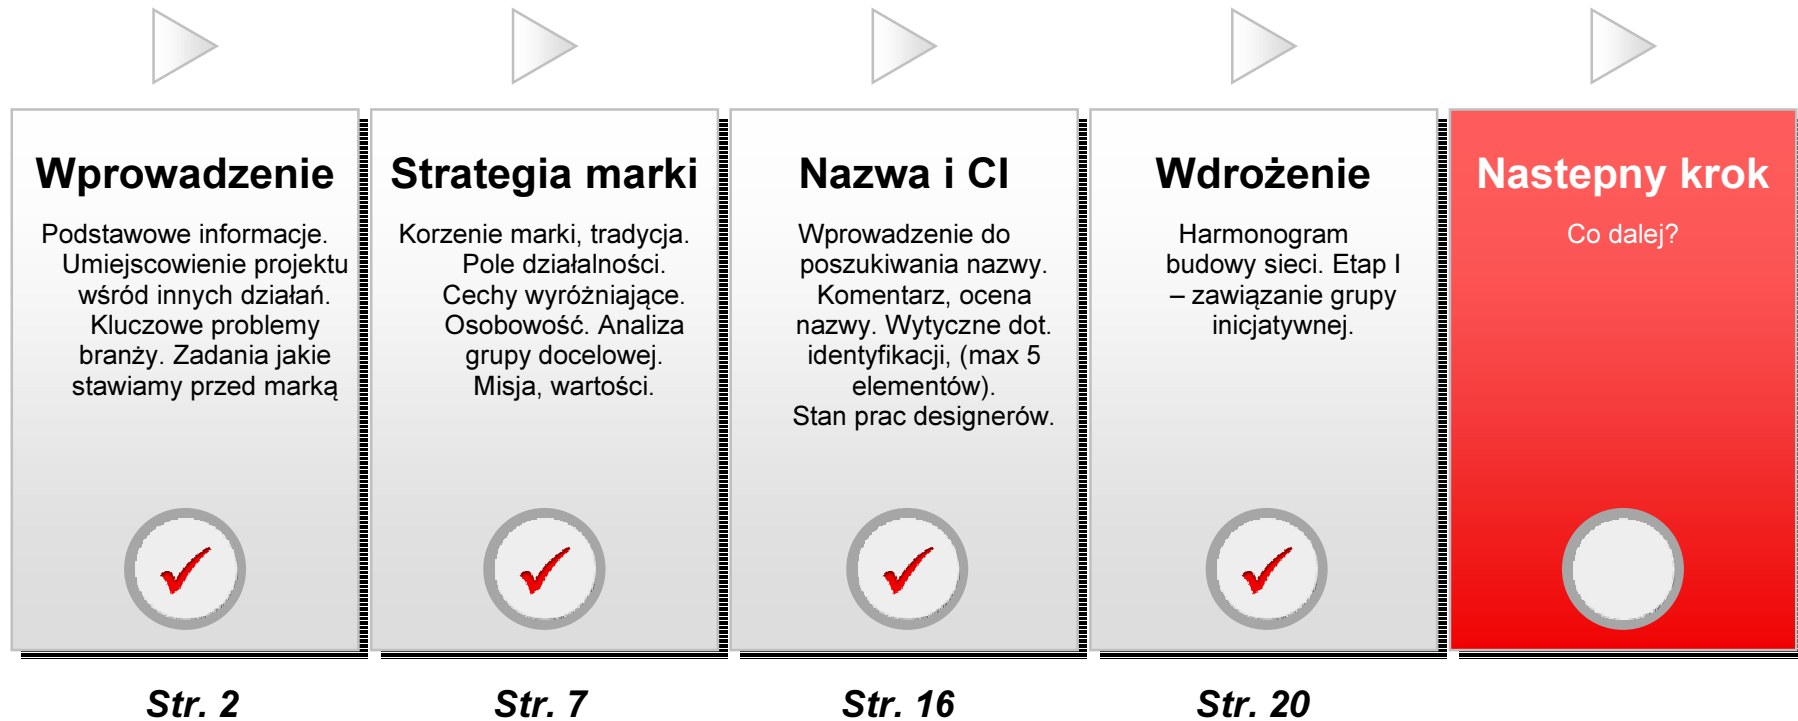 Wprowadzenie
Podstawowe informacje.
Umiejscowienie projektu
wśród innych działań.
Kluczowe problemy
branży. Zadania jakie
stawiamy przed marką
Str. 2
Strategia marki
Korzenie marki, tradycja.
Pole działalności.
Cechy wyróżniające.
Osobowość. Analiza
grupy docelowej.
Misja, wartości.
Str. 7
Nazwa i CI
Wprowadzenie do
poszukiwania nazwy.
Komentarz, ocena
nazwy. Wytyczne dot.
identyfikacji, (max 5
elementów).
Stan prac designerów.
Str. 16
Wdrożenie
Harmonogram
budowy sieci. Etap I
– zawiązanie grupy
inicjatywnej.
Str. 20
Nastepny krok
Co dalej?